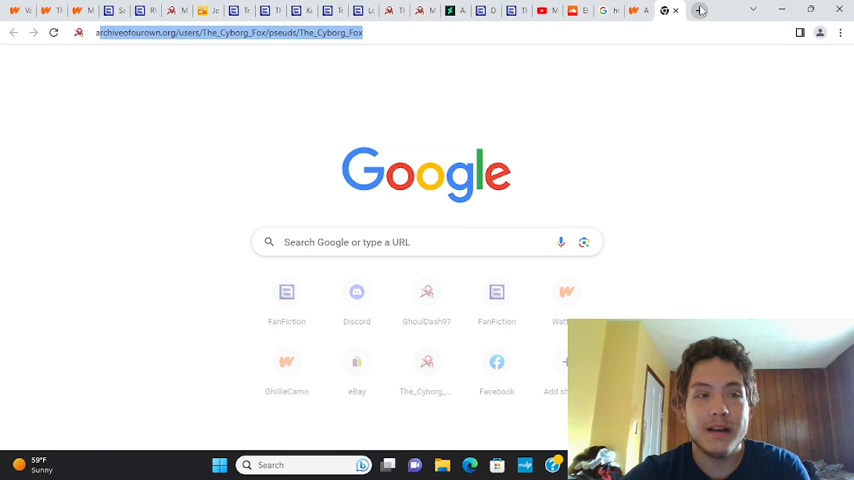 archiveofourown.org/users/The_Cyborg_Fox/pseuds/The_Cyborg_Fox
Google
Search Google or type a URL
FanFiction
Discord
GhoulDash97
FanFiction
GhillieCamo
eBay
The_Cyborg_...
Facebook
59°F
Sunny
Search